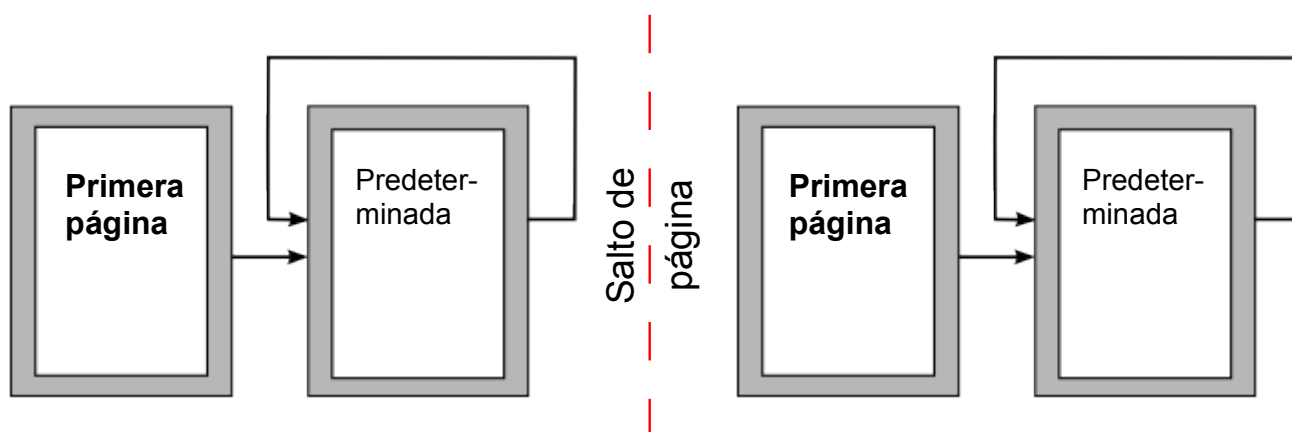 Primera
página
Predeter-
minada
Salto de
página
Primera
página
Predeter-
minada